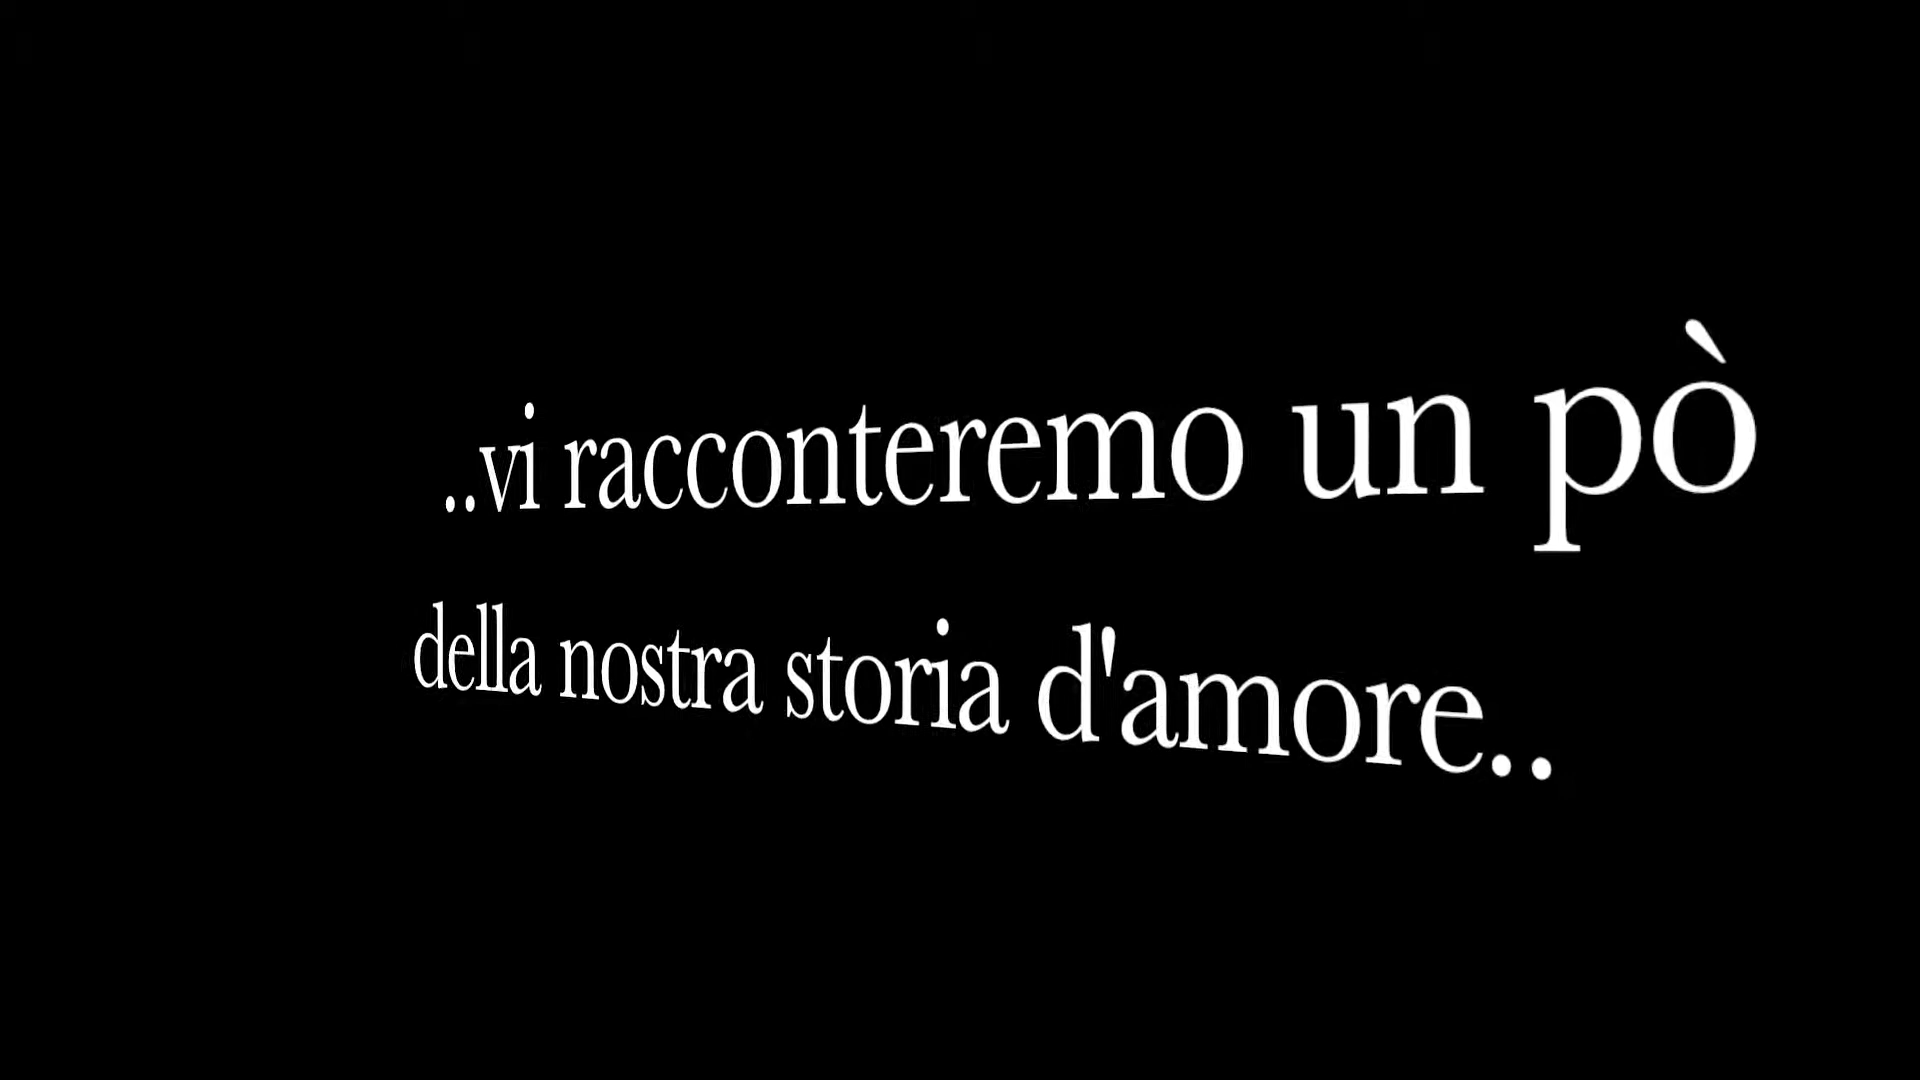 ..vi racconteremo un pò
della nostra storia d'amore..